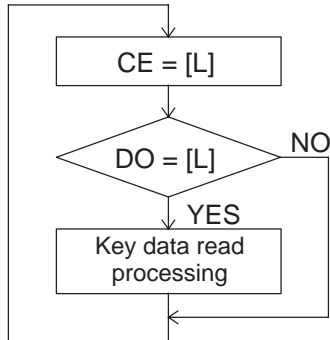 CE = [L]
DO = [L]
NO
YES
Key data read
processing